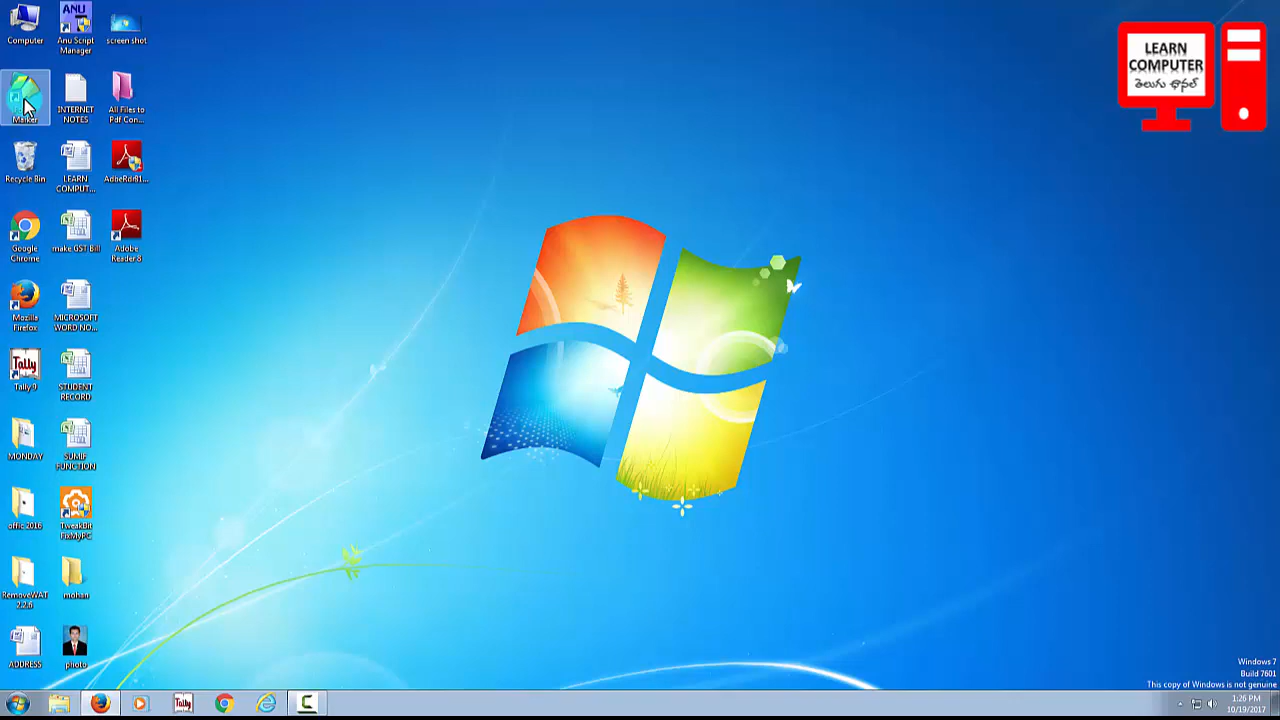 Computer
ANU
Anu Script
Manager
screen shot
Marker
INTERNET
NOTES
All Files to
Pdf Con...
Recycle Bin
LEARN
COMPUT...
AdbeRdr81...
Google
Chrome
make GST Bill
Adobe
Reader 8
Mozilla
Firefox
MICROSOFT
WORD NO...
Tally
Tally 9
STUDENT
RECORD
MONDAY
SUMIF
FUNCTION
offic 2016
TweakBit
FixMyPC
RemoveWAT
2.2.6
mohan
ADDRESS
photo
LEARN
COMPUTER
తెలుగు ఛానల్
Windows 7
Build 7601
This copy of Windows is not genuine
Tally
1:26 PM
10/19/2017